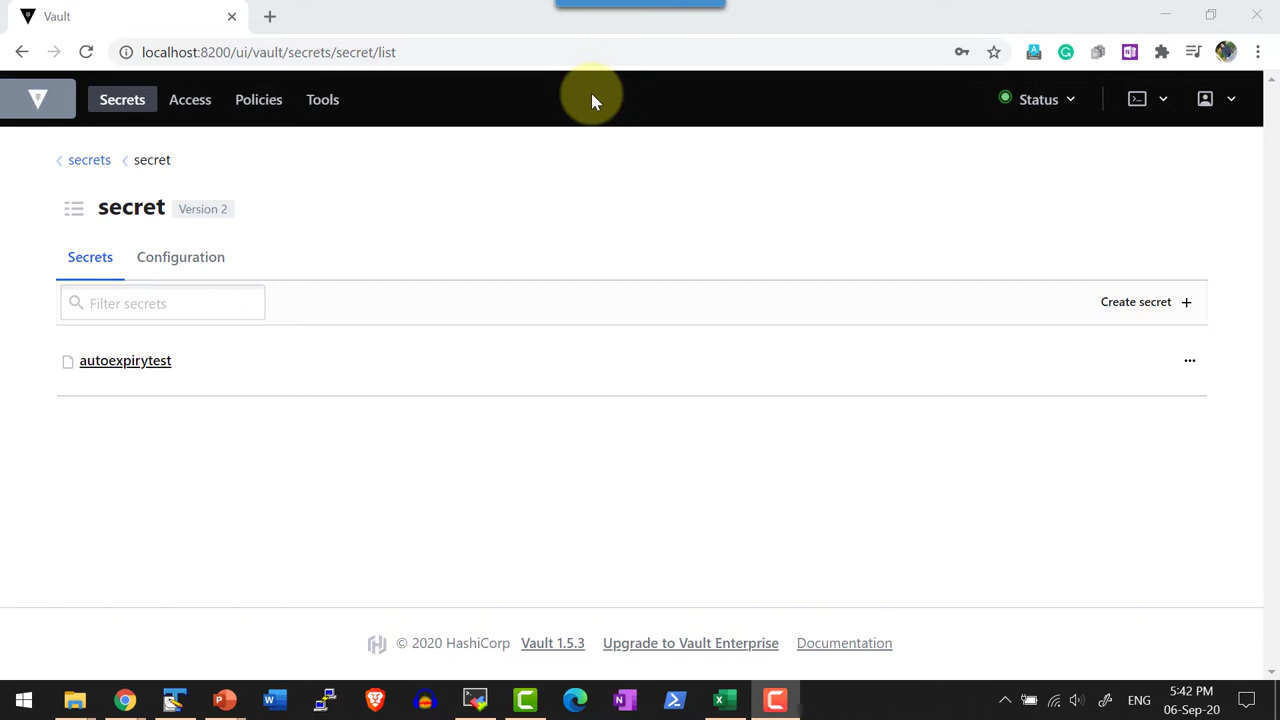 Vault
localhost:8200/ui/vault/secrets/secret/list
Secrets Access Policies Tools Status
secrets secret
secret Version 2
Secrets Configuration
Filter secrets Create secret +
autoexpirytest ...
© 2020 HashiCorp Vault 1.5.3 Upgrade to Vault Enterprise Documentation
ENG 5:42 PM
06-Sep-20